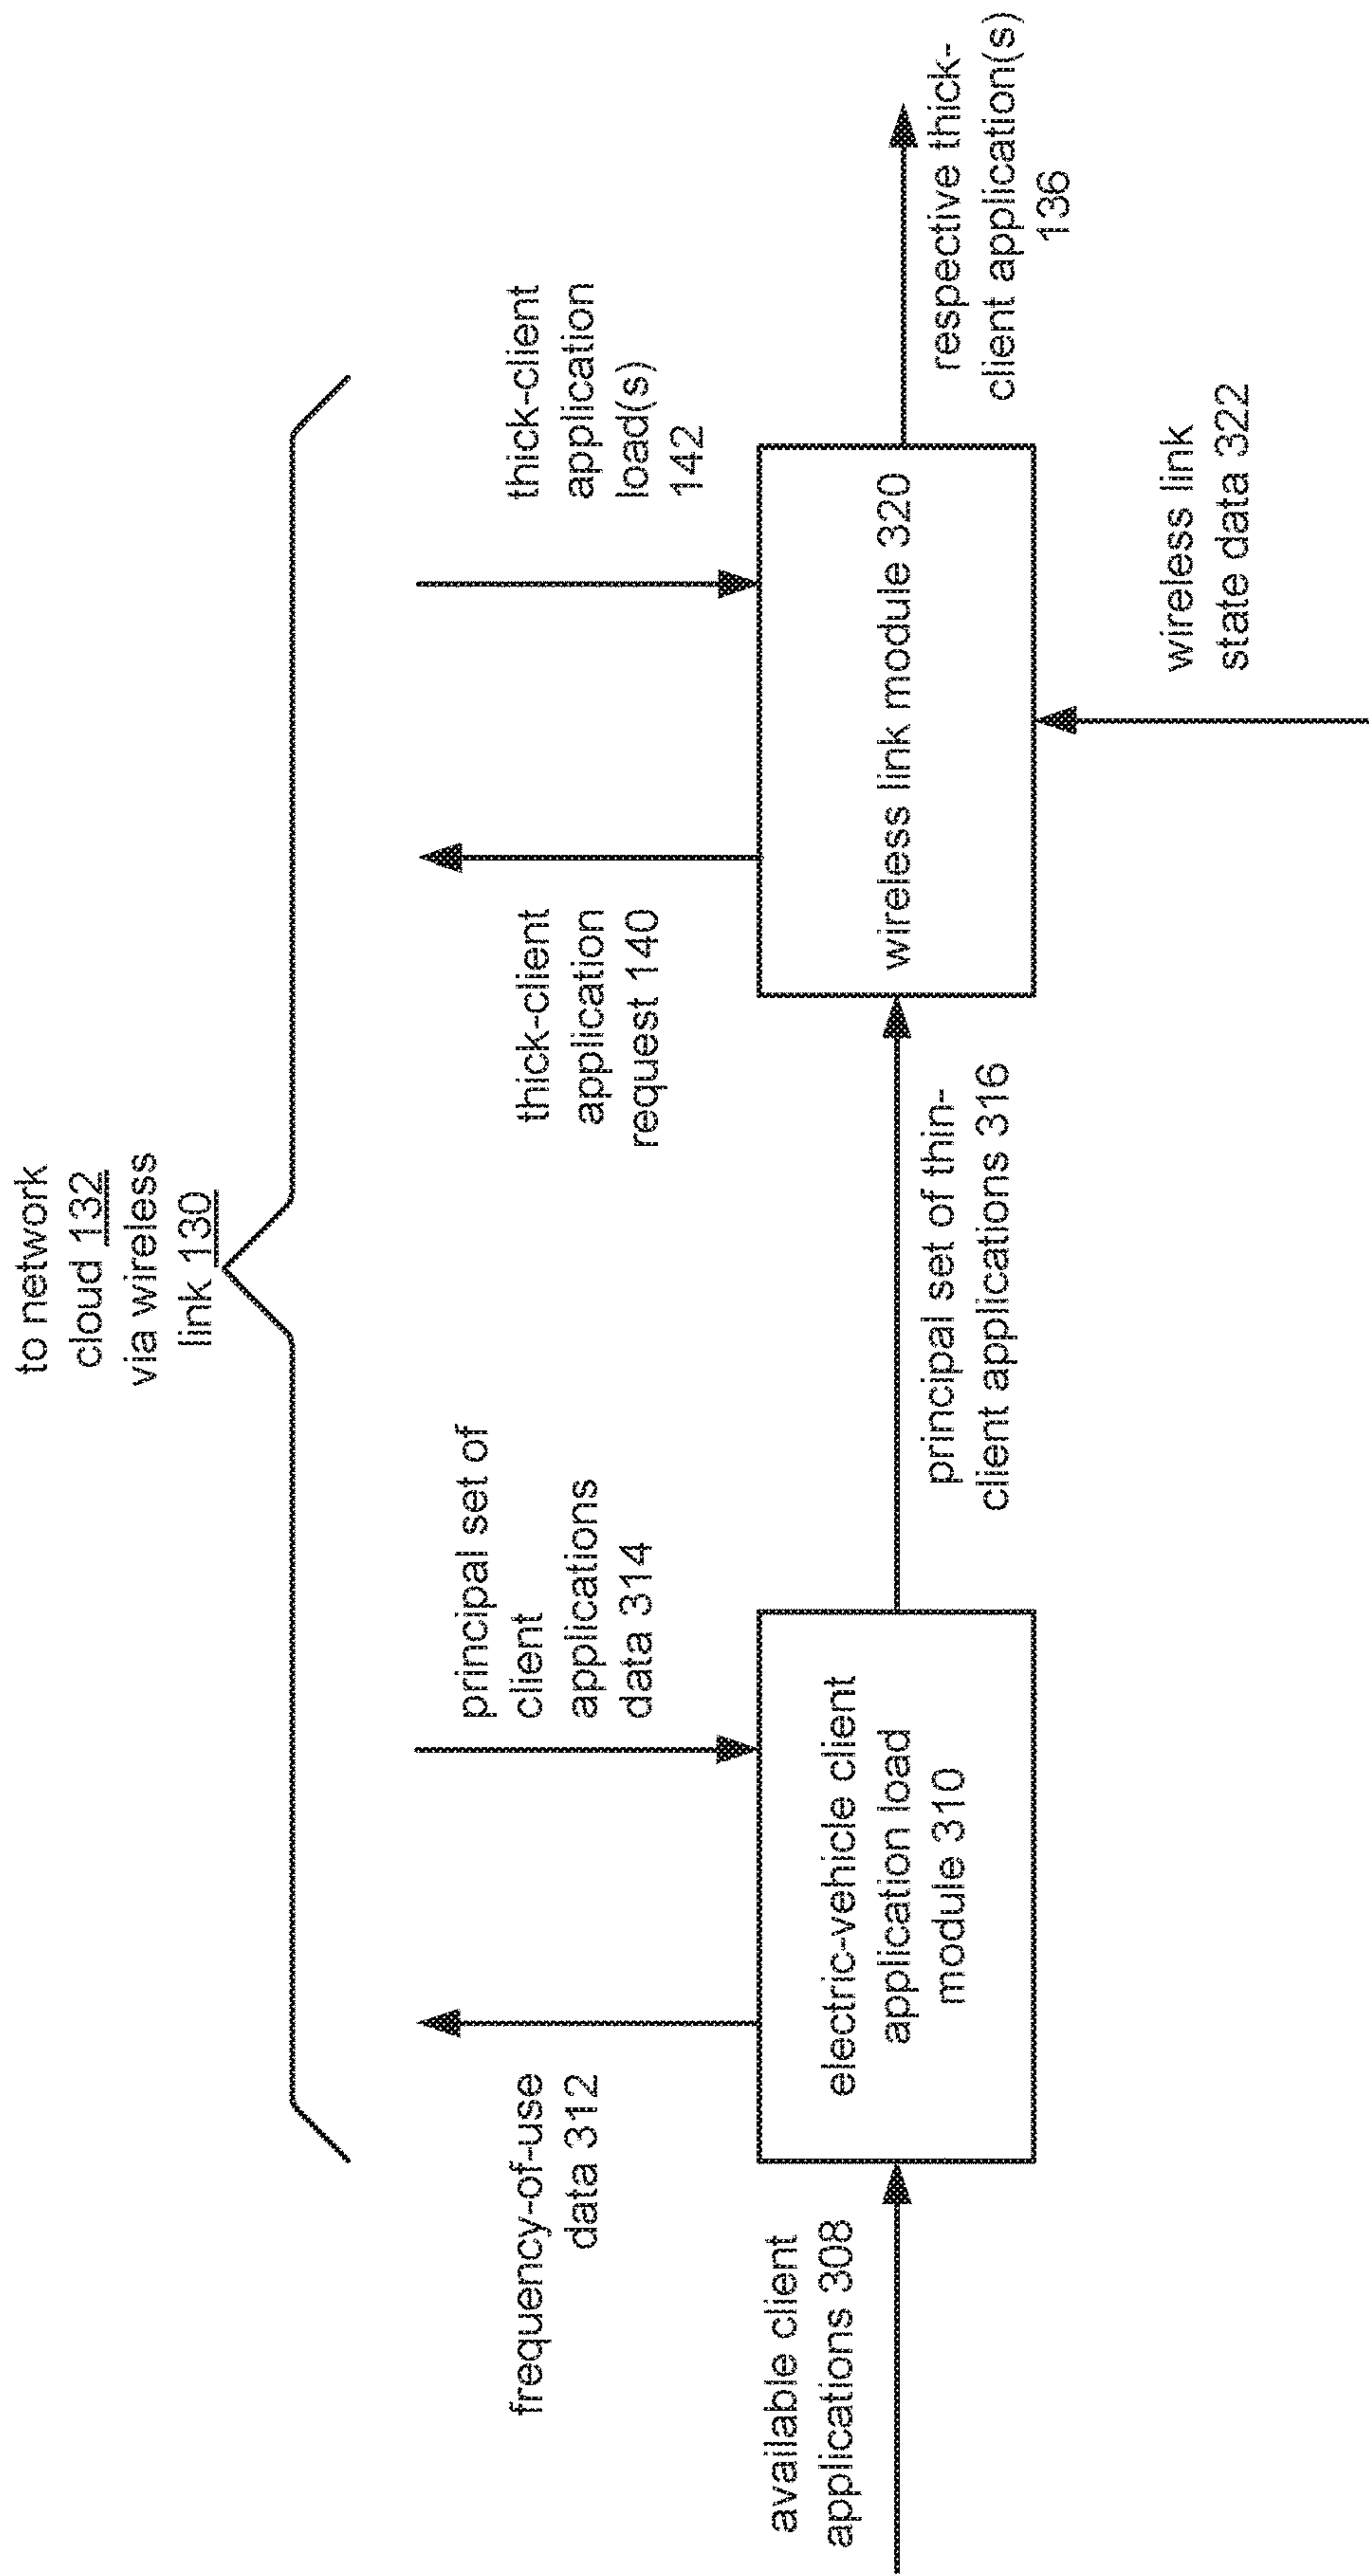 to network
cloud 132
via wireless
link 130
frequency-of-use
data 312
principal set of
client
applications
data 314
thick-client
application
request 140
thick-client
application
load(s)
142
available client
applications 308
electric-vehicle client
application load
module 310
principal set of thin-
client applications 316
wireless link module 320
respective thick-
client application(s)
136
wireless link
state data 322